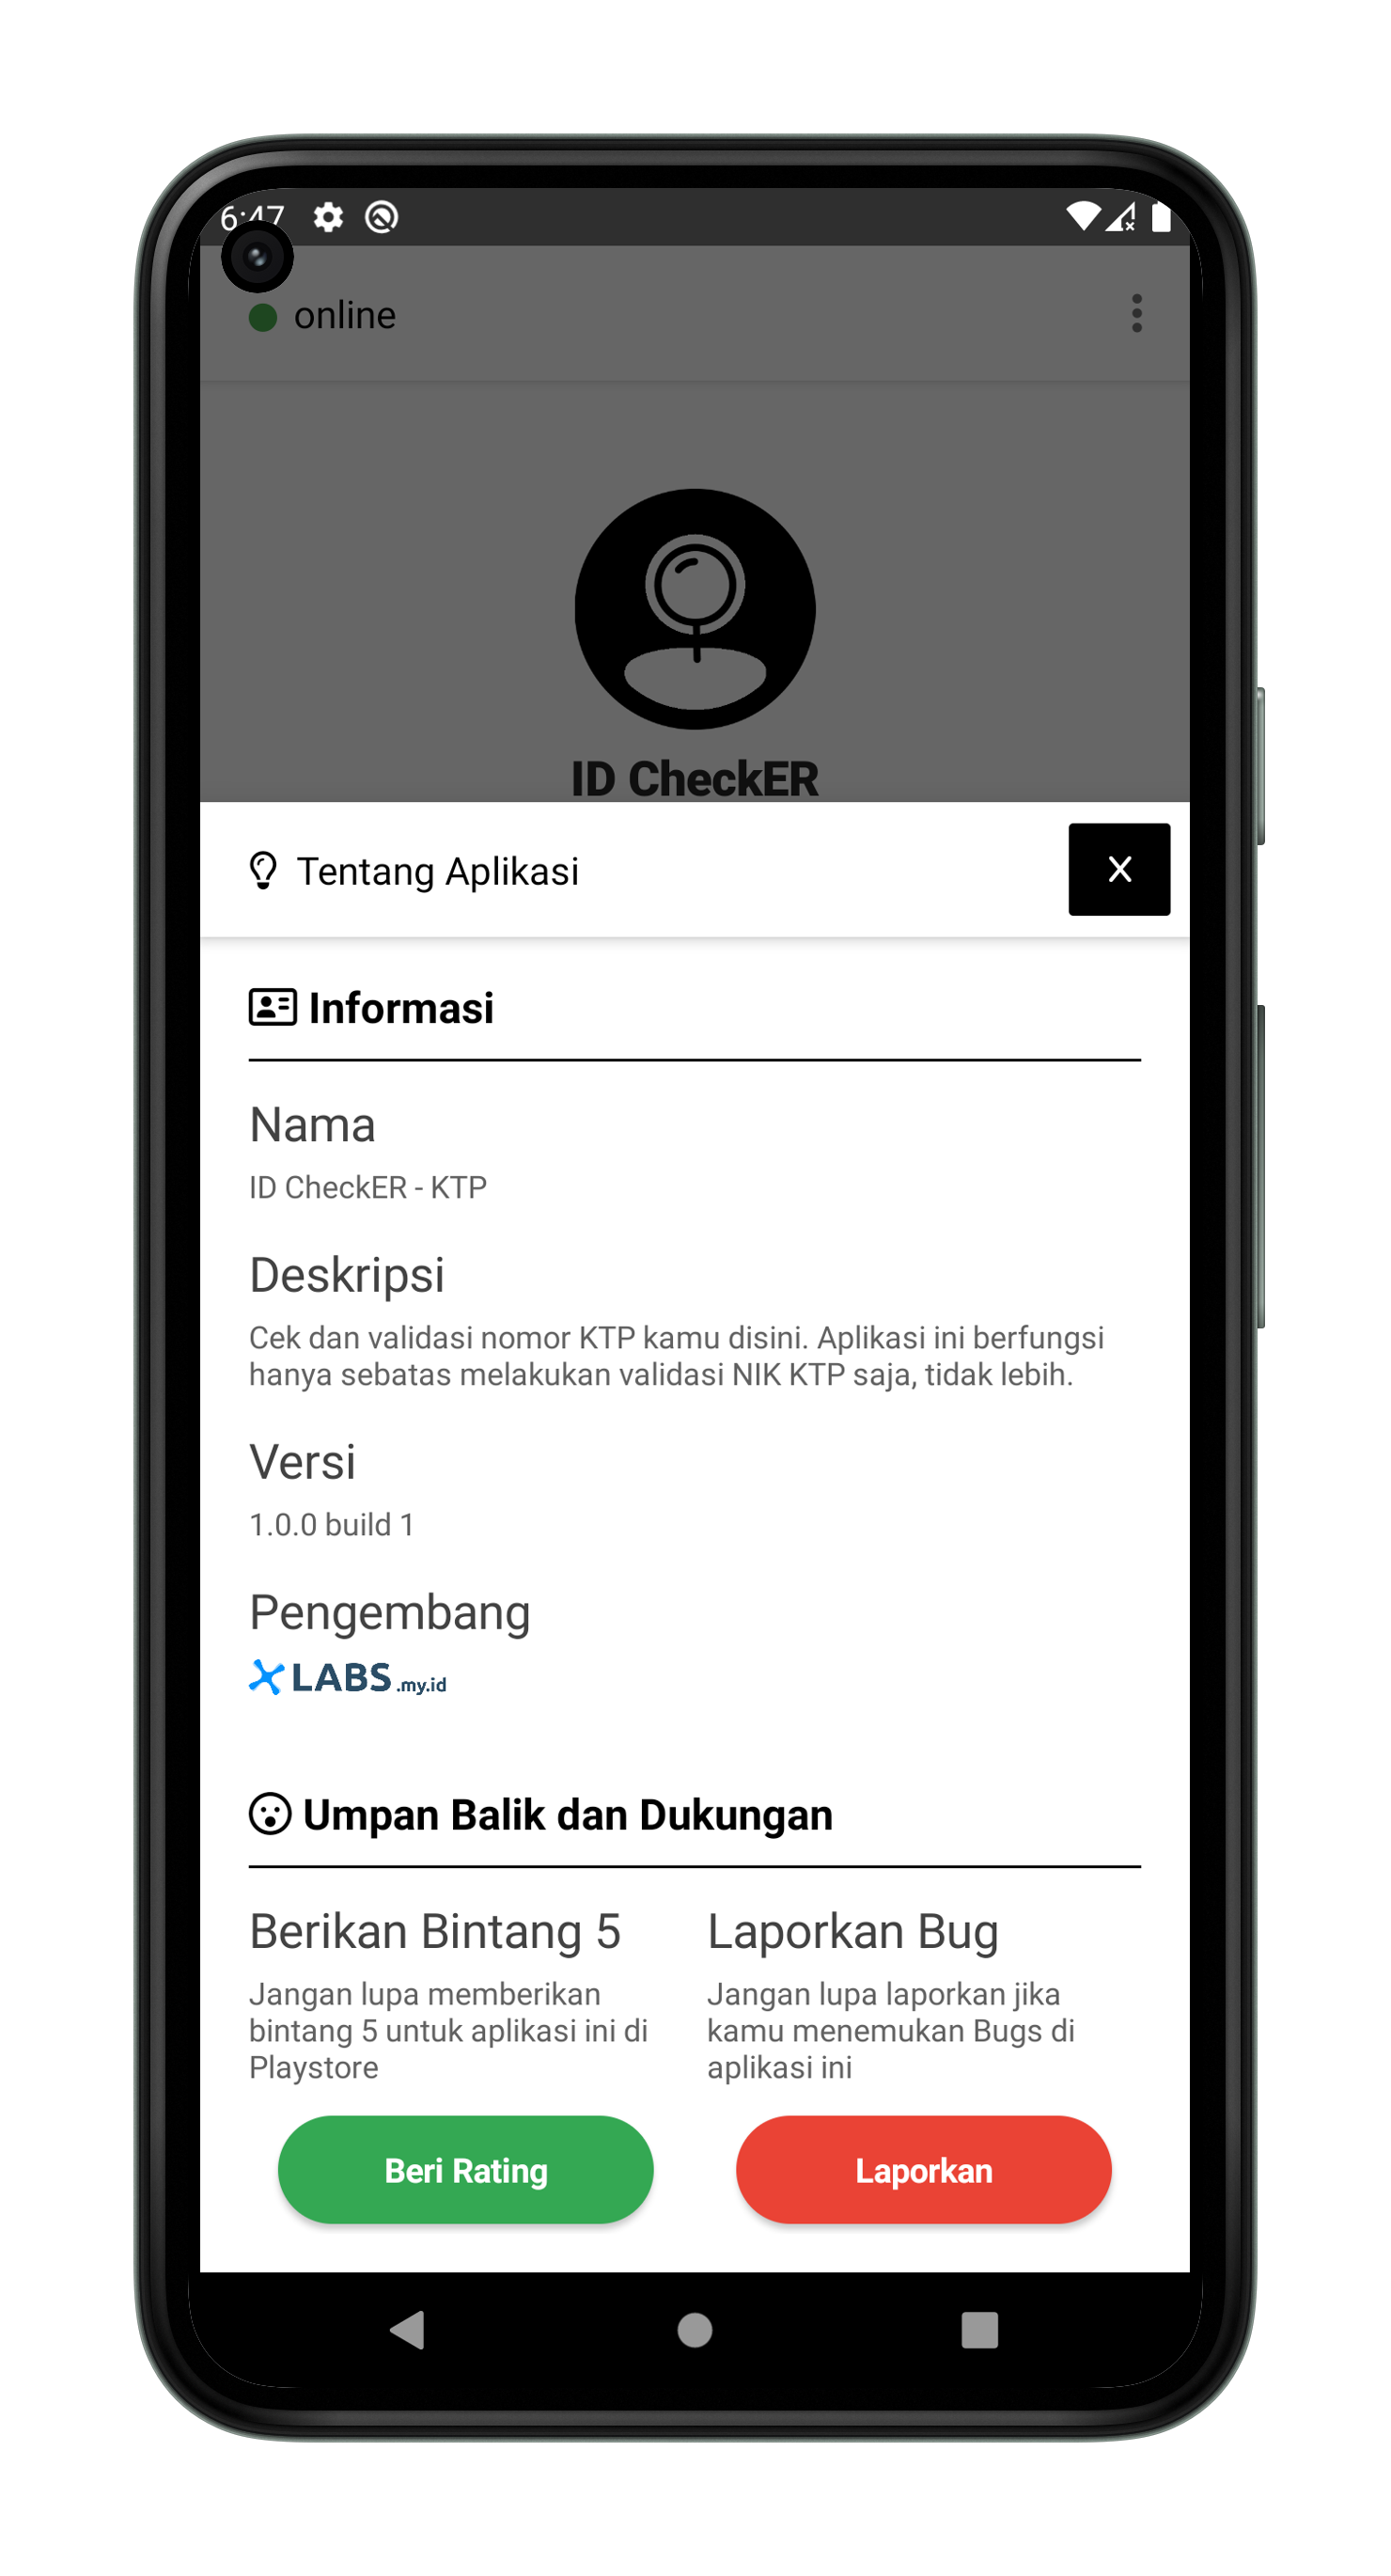 6:47
online
ID CheckER
Tentang Aplikasi
X
Informasi
Nama
ID CheckER - KTP
Deskripsi
Cek dan validasi nomor KTP kamu disini. Aplikasi ini berfungsi
hanya sebatas melakukan validasi NIK KTP saja, tidak lebih.
Versi
1.0.0 build 1
Pengembang
XLABS.my.id
Umpan Balik dan Dukungan
Berikan Bintang 5
Jangan lupa memberikan
bintang 5 untuk aplikasi ini di
Playstore
Beri Rating
Laporkan Bug
Jangan lupa laporkan jika
kamu menemukan Bugs di
aplikasi ini
Laporkan